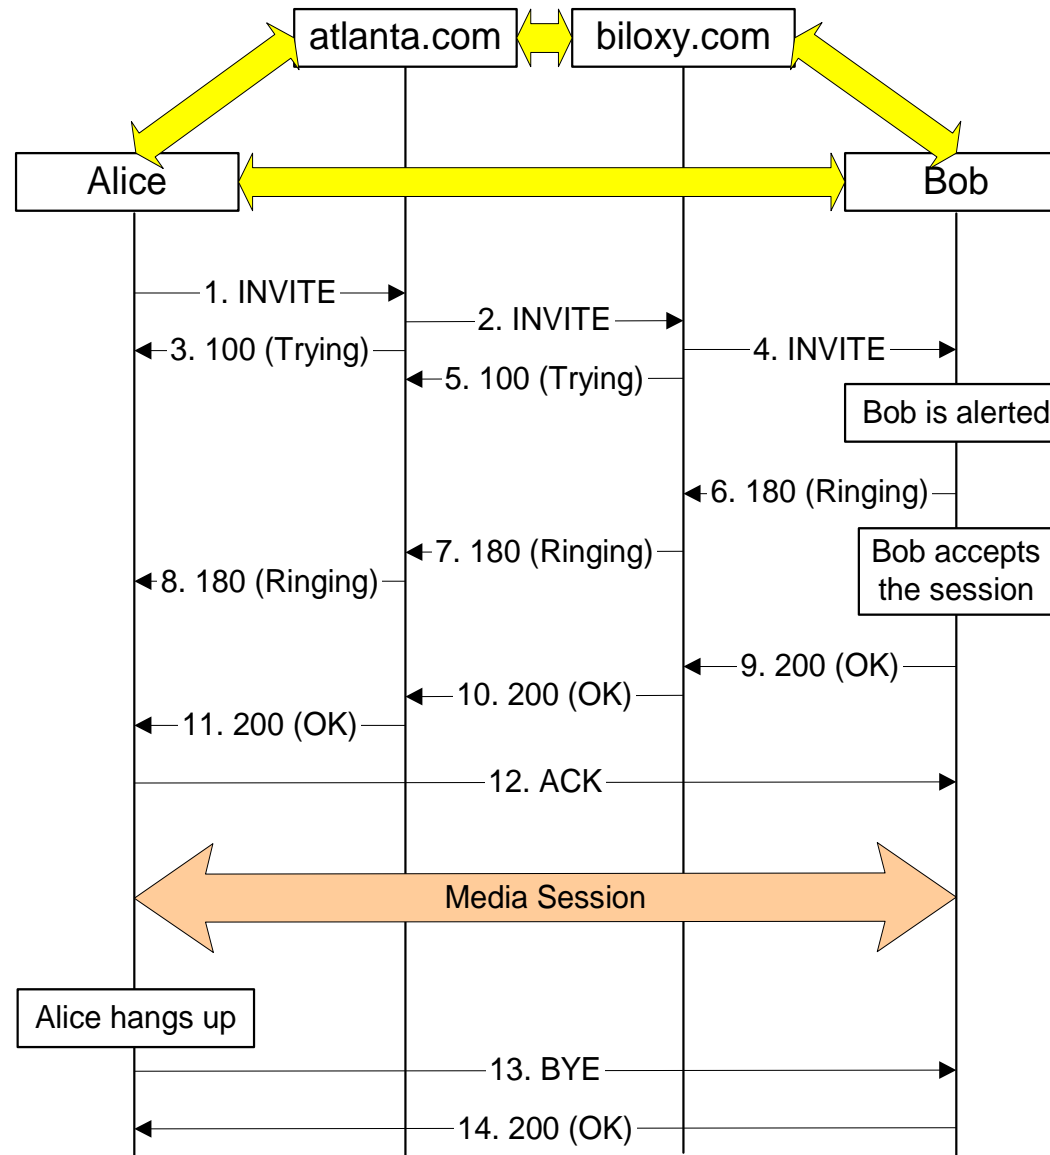 atlanta.com
biloxy.com
Alice
Bob
1. INVITE
2. INVITE
3. 100 (Trying)
4. INVITE
5. 100 (Trying)
Bob is alerted
6. 180 (Ringing)
7. 180 (Ringing)
Bob accepts
the session
8. 180 (Ringing)
9. 200 (OK)
10. 200 (OK)
11. 200 (OK)
12. ACK
Media Session
Alice hangs up
13. BYE
14. 200 (OK)